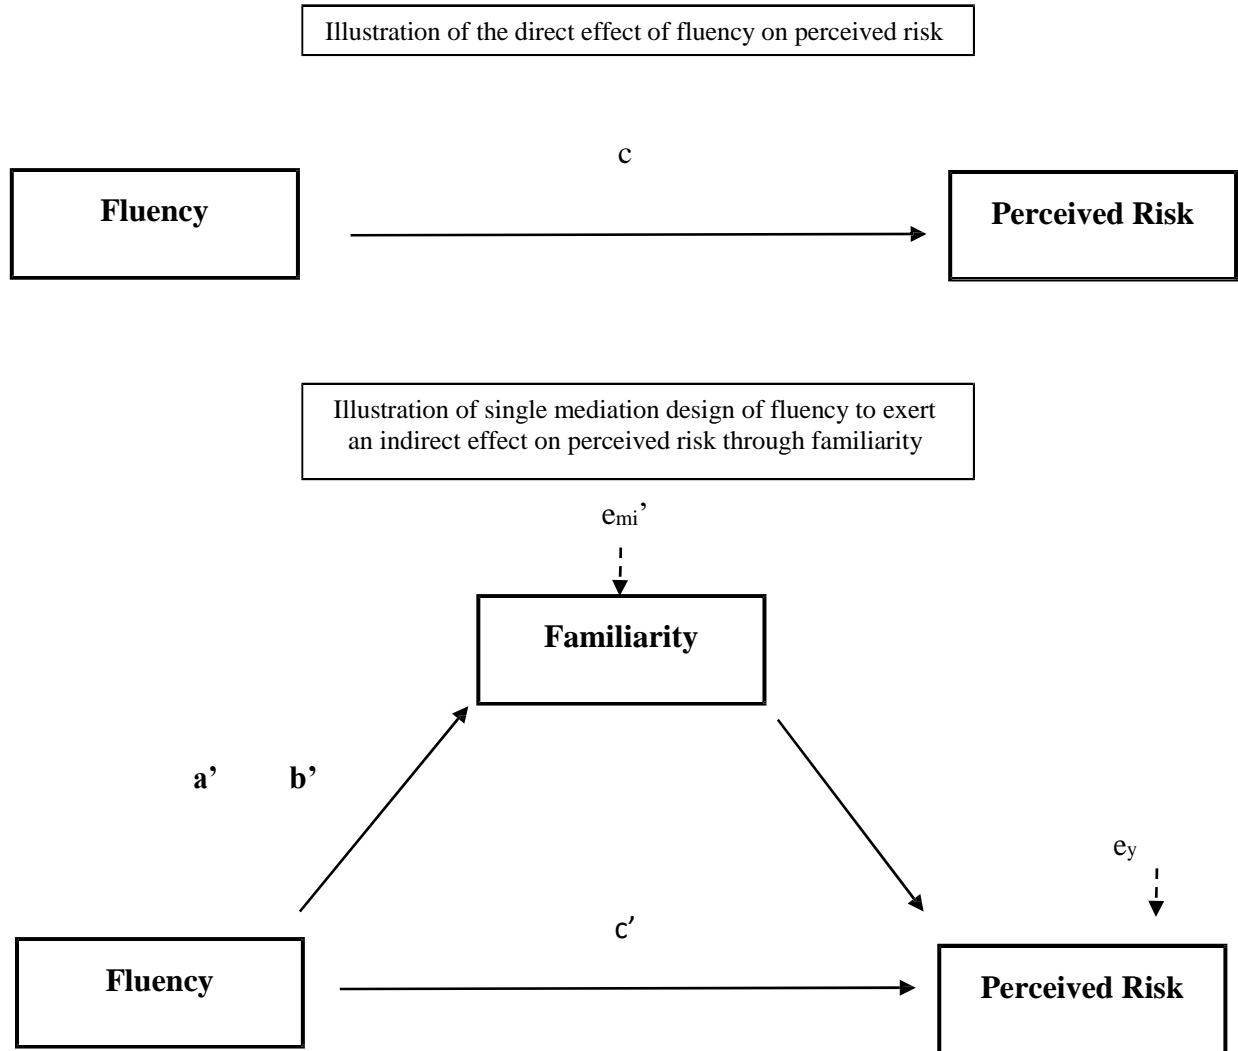 Illustration of the direct effect of fluency on perceived risk
c
Fluency
Perceived Risk
Illustration of single mediation design of fluency to exert
an indirect effect on perceived risk through familiarity
emi’
Familiarity
a’ b’
ey
c’
Fluency
Perceived Risk